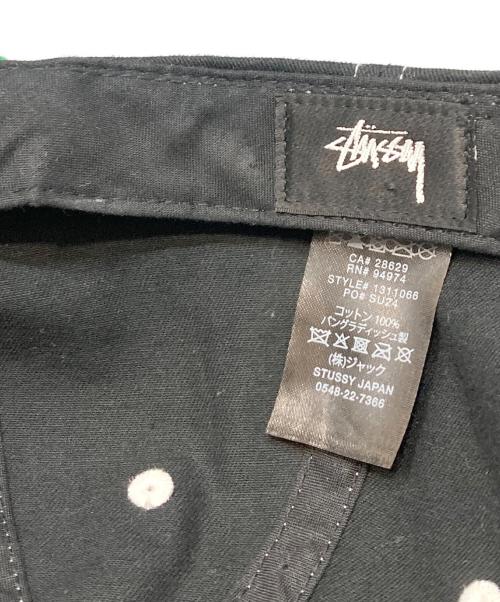 Stüssy
CA# 28629
RN# 94974
STYLE# 1311066
PO# SUZ4
コットン 100%
バングラディッシュ製
(株)ジャック
STUSSY JAPAN
0548-22-7366